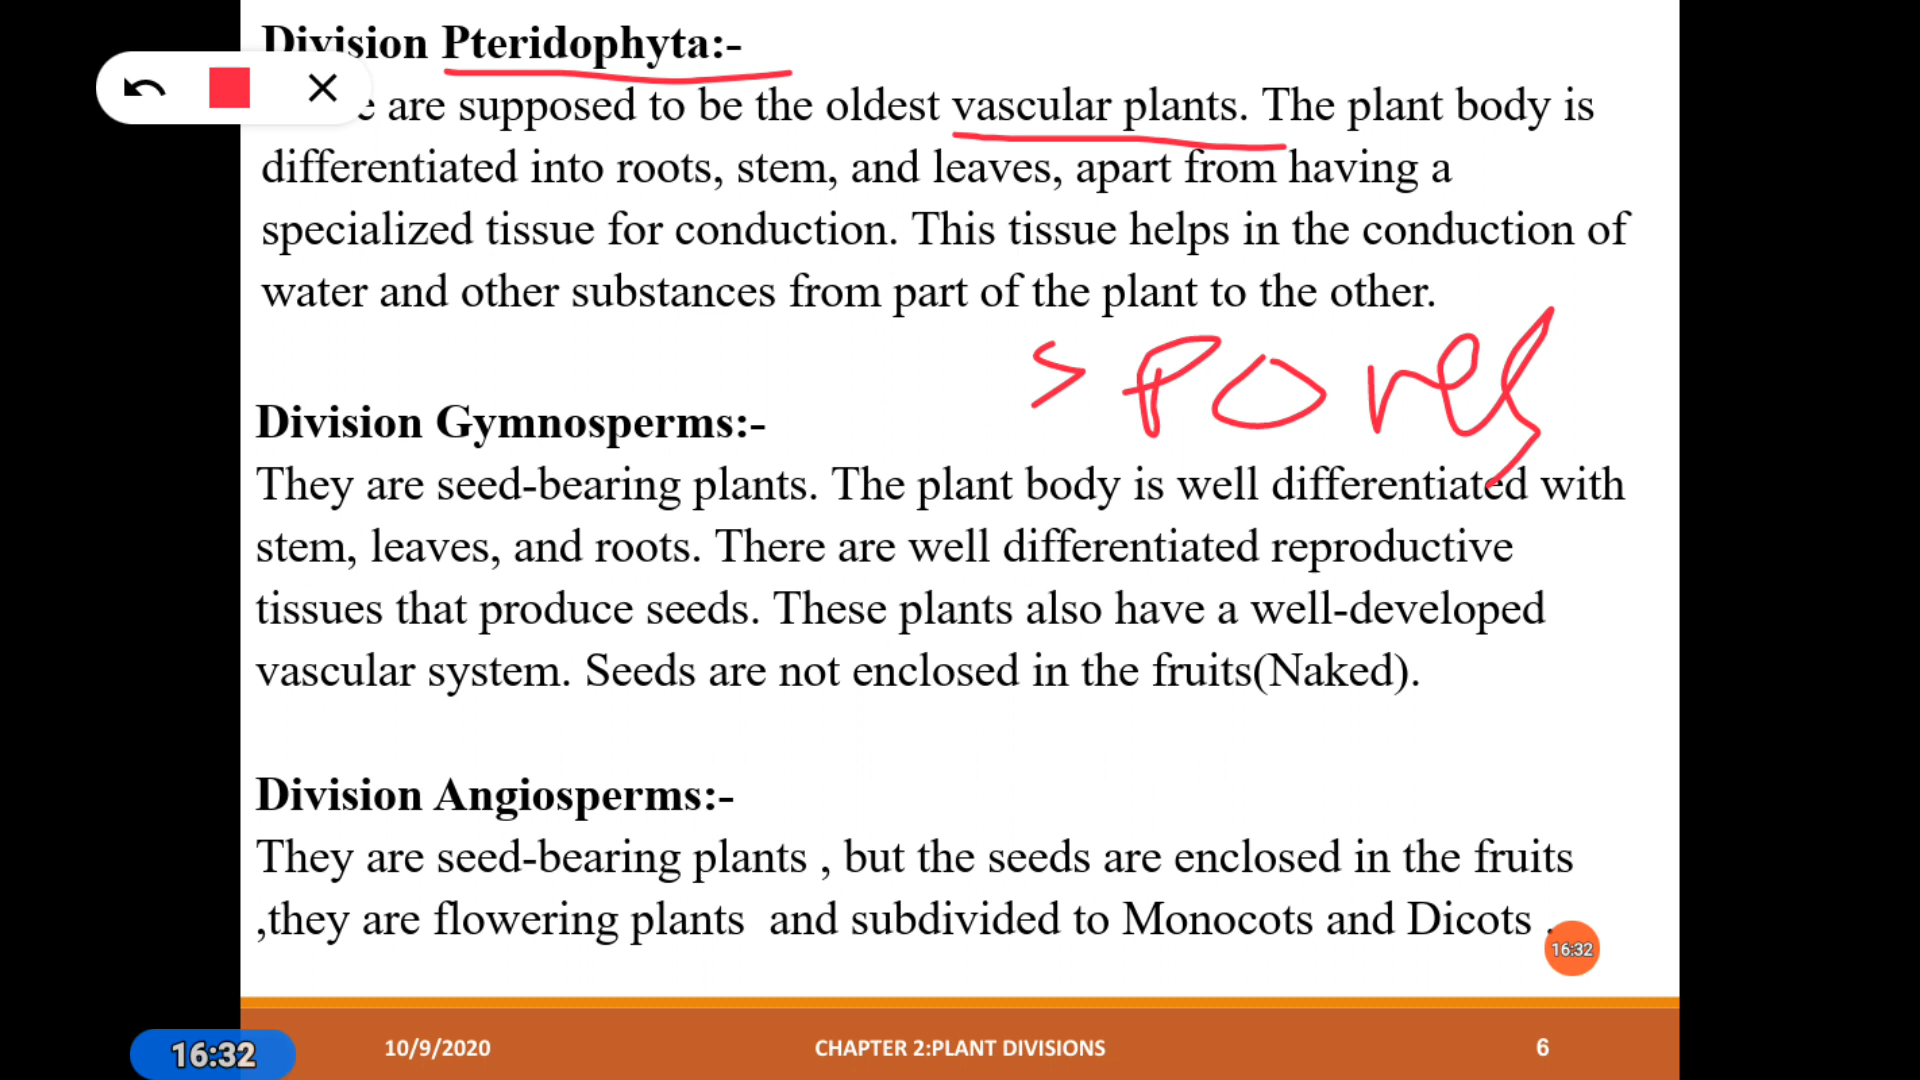 Division Pteridophyta:-
e are supposed to be the oldest vascular plants. The plant body is
differentiated into roots, stem, and leaves, apart from having a
specialized tissue for conduction. This tissue helps in the conduction of
water and other substances from part of the plant to the other.
spores
Division Gymnosperms:-
They are seed-bearing plants. The plant body is well differentiated with
stem, leaves, and roots. There are well differentiated reproductive
tissues that produce seeds. These plants also have a well-developed
vascular system. Seeds are not enclosed in the fruits(Naked).
Division Angiosperms:-
They are seed-bearing plants , but the seeds are enclosed in the fruits
,they are flowering plants  and subdivided to Monocots and Dicots .
16:32
16:32
10/9/2020
CHAPTER 2:PLANT DIVISIONS
6